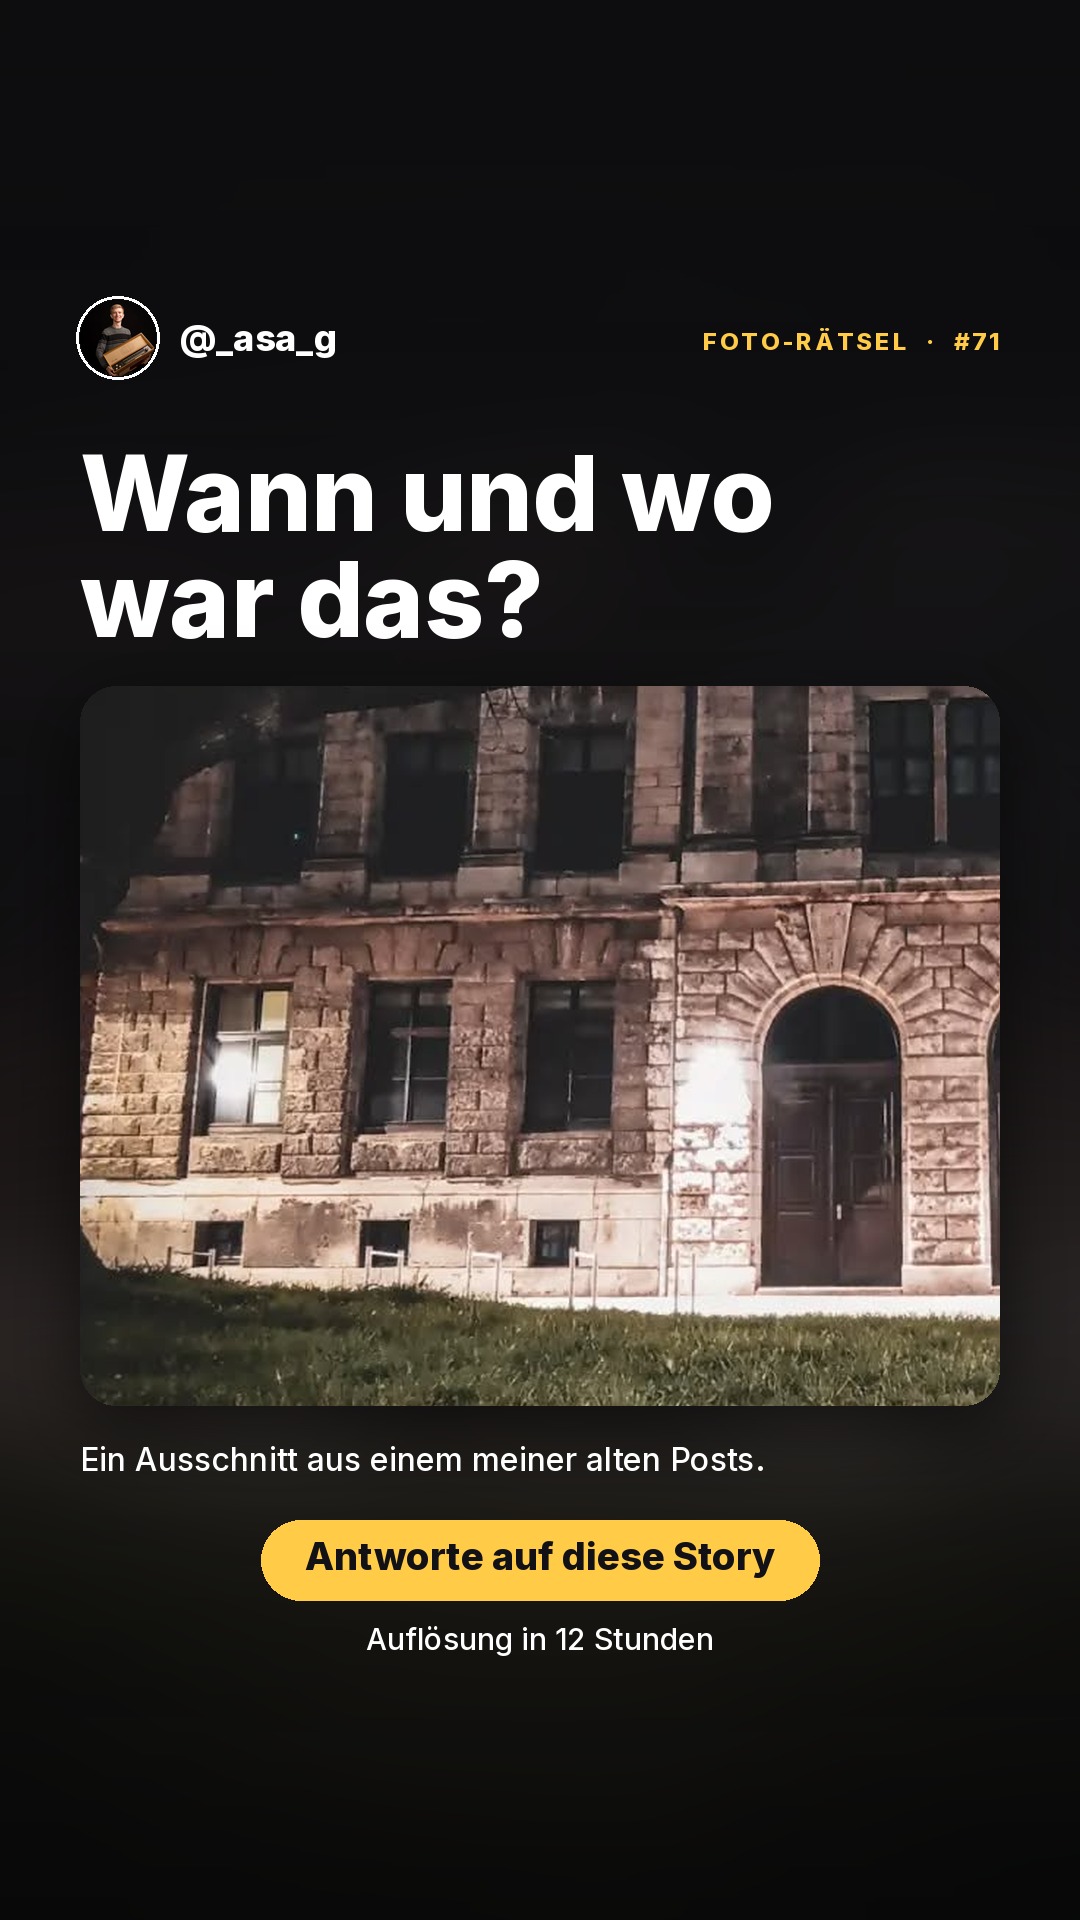 @_asa_g
FOTO-RÄTSEL · #71
Wann und wo
war das?
Ein Ausschnitt aus einem meiner alten Posts.
Antworte auf diese Story
Auflösung in 12 Stunden